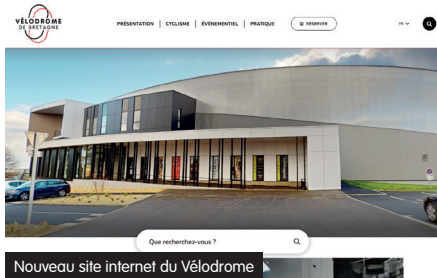 VÉLODROME
DE BRETAGNE
PRÉSENTATION | CYCLISME | ÉVÉNEMENTIEL | PRATIQUE
RÉSERVER
FR
Que recherchez-vous ?
Nouveau site internet du Vélodrome